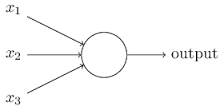 x₁
x₂ output
x₃